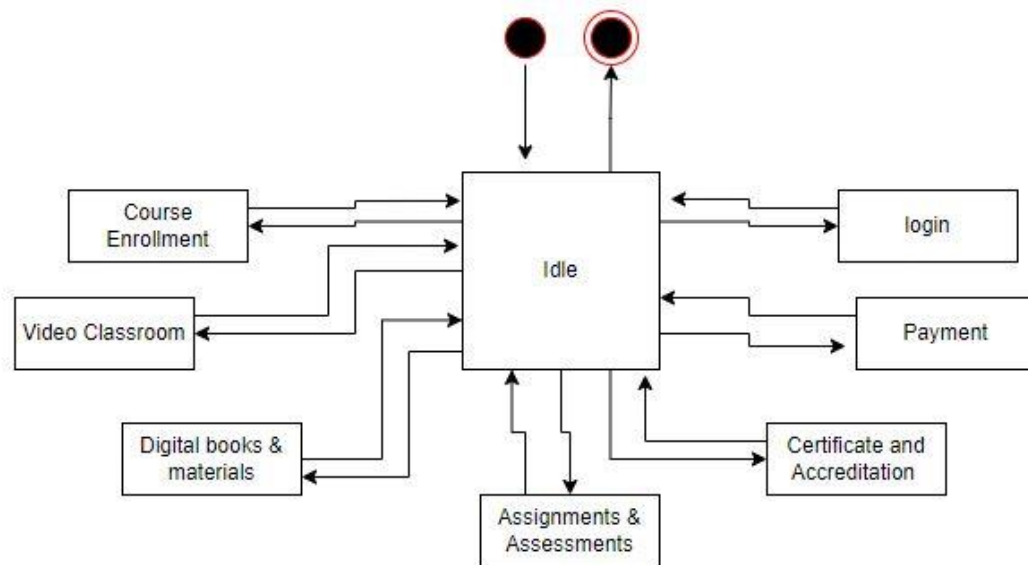 Course
Enrollment
login
Idle
Video Classroom
Payment
Digital books &
materials
Certificate and
Accreditation
Assignments &
Assessments